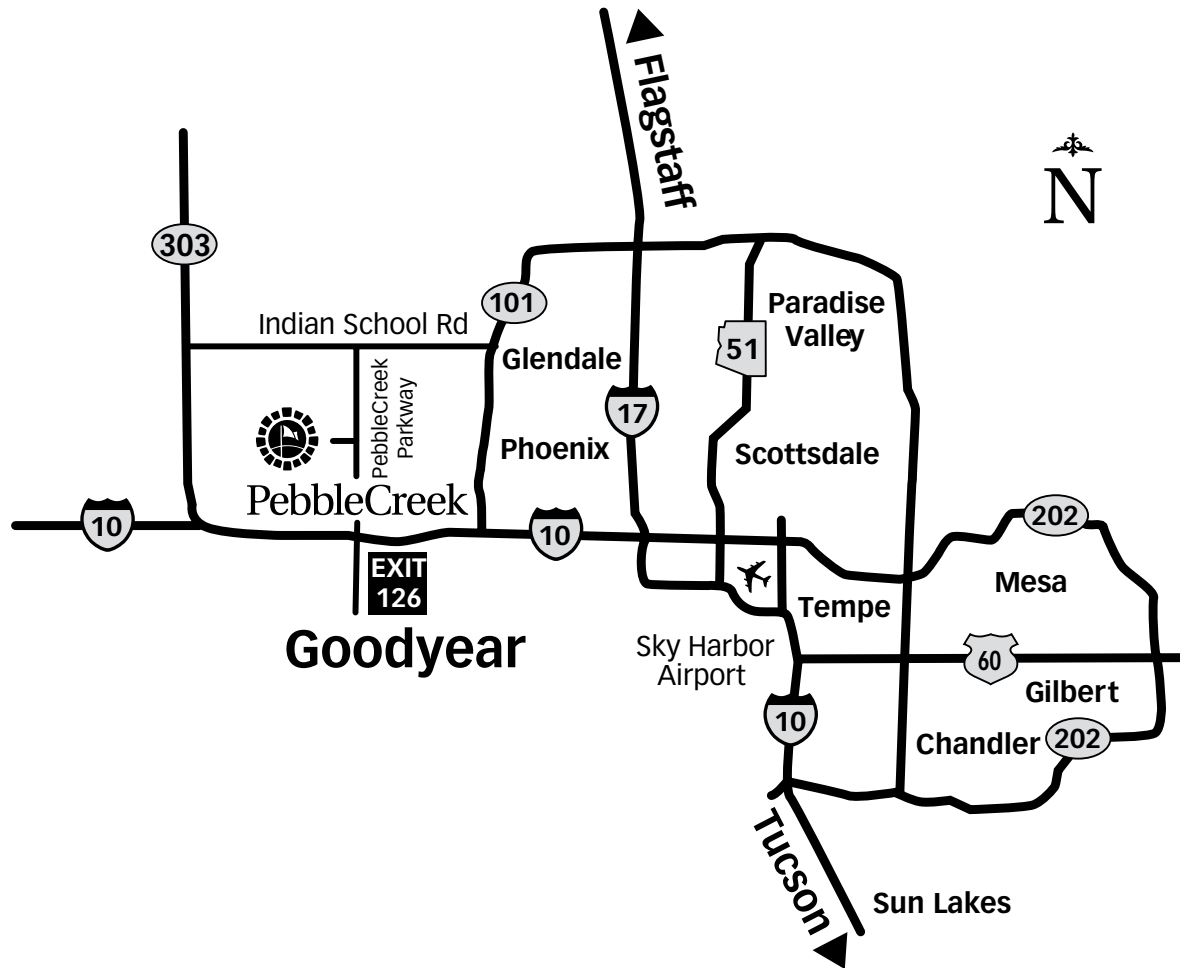 Flagstaff
N
303
101
Indian School Rd
Paradise
Valley
51
Glendale
17
PebbleCreek
Parkway
Phoenix
Scottsdale
PebbleCreek
10
10
202
EXIT
126
Mesa
Tempe
Goodyear
Sky Harbor
Airport
60
Gilbert
10
Chandler
202
Tucson
Sun Lakes